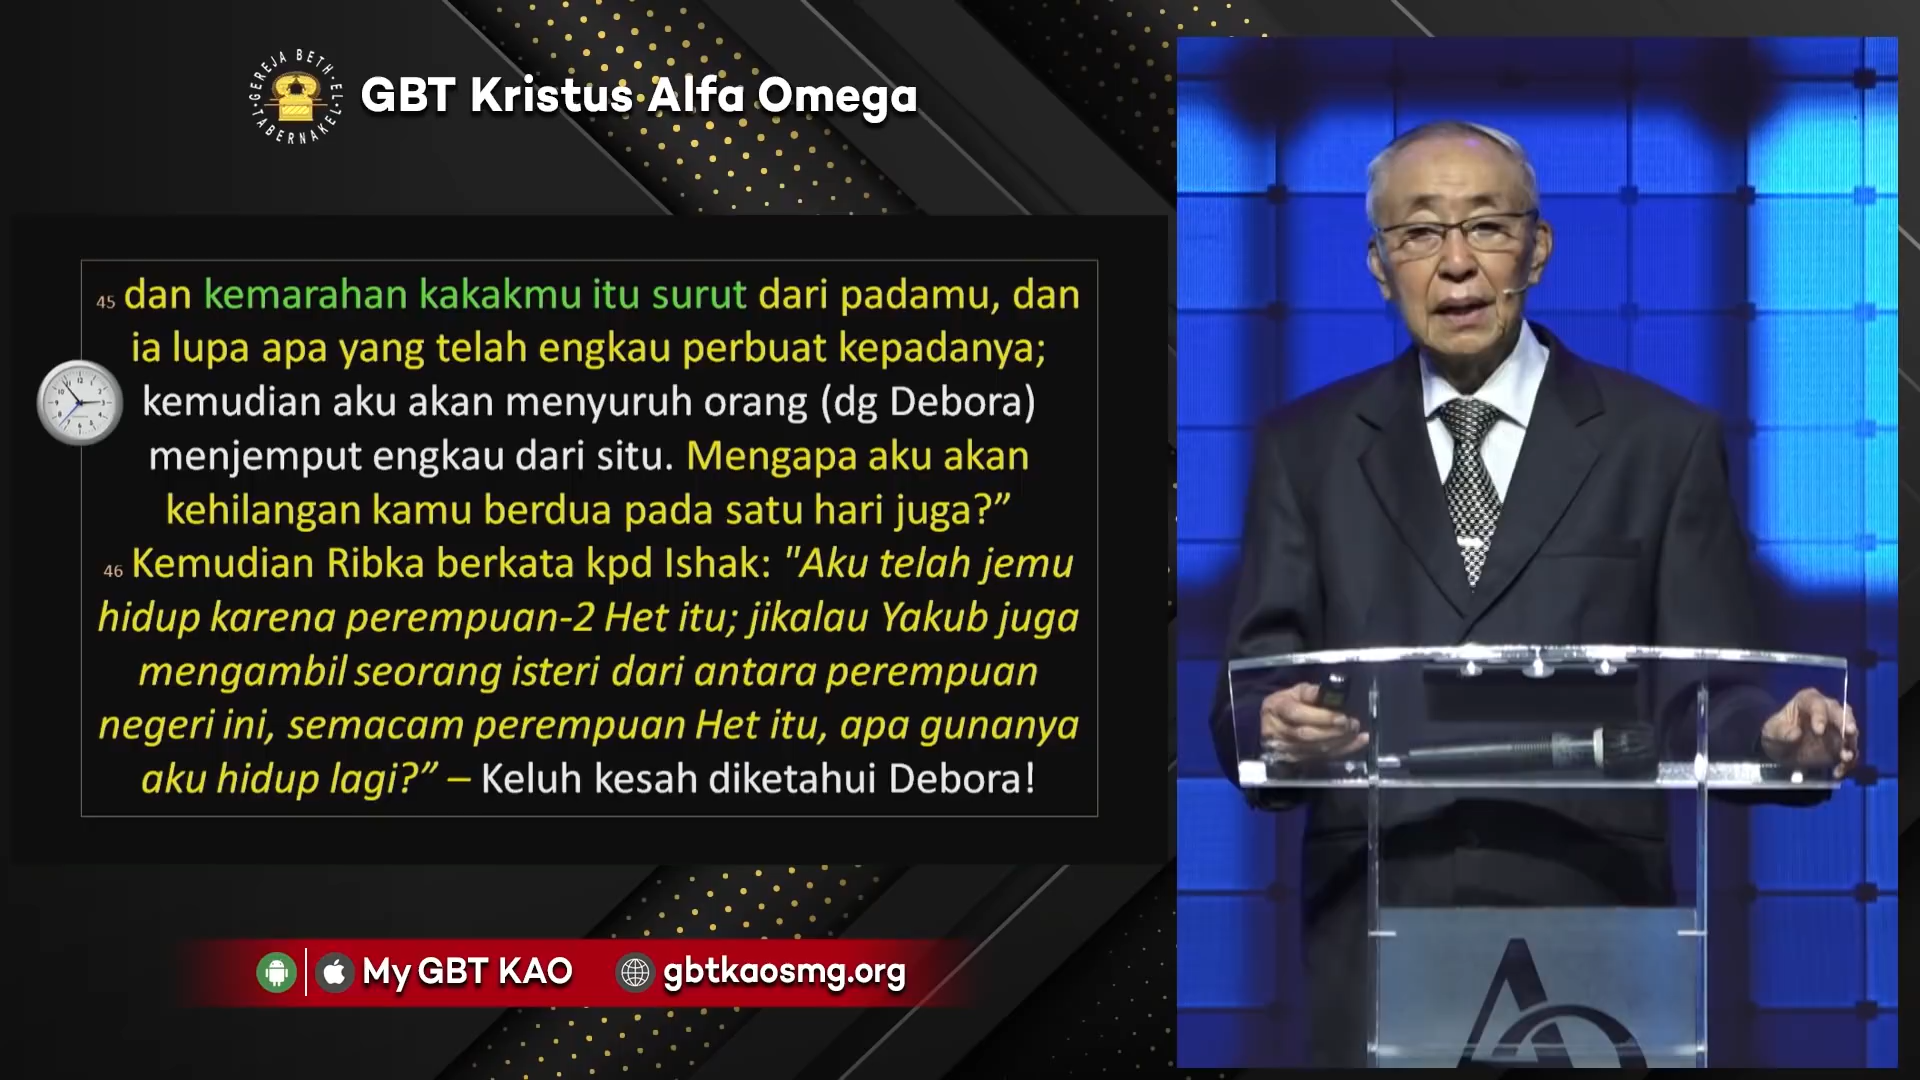 GEREJA BETH-EL TABERNAKEL
GBT Kristus Alfa Omega
45 dan kemarahan kakakmu itu surut dari padamu, dan
ia lupa apa yang telah engkau perbuat kepadanya;
kemudian aku akan menyuruh orang (dg Debora)
menjemput engkau dari situ. Mengapa aku akan
kehilangan kamu berdua pada satu hari juga?”
46 Kemudian Ribka berkata kpd Ishak: "Aku telah jemu
hidup karena perempuan-2 Het itu; jikalau Yakub juga
mengambil seorang isteri dari antara perempuan
negeri ini, semacam perempuan Het itu, apa gunanya
aku hidup lagi?” – Keluh kesah diketahui Debora!
My GBT KAO
gbtkaosmg.org